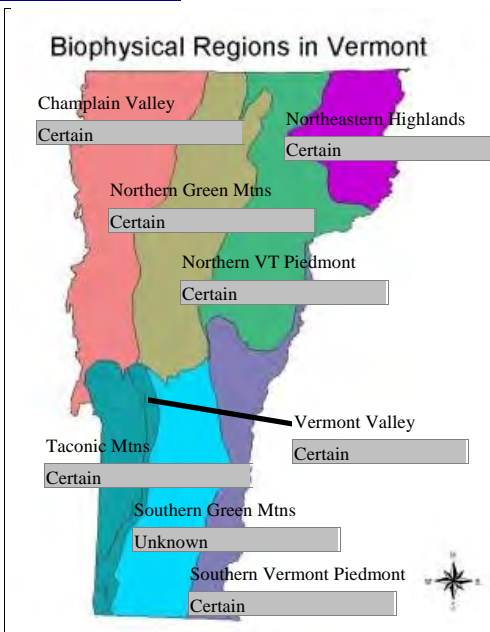 Biophysical Regions in Vermont
Champlain Valley
Certain
Northeastern Highlands
Certain
Northern Green Mtns
Certain
Northern VT Piedmont
Certain
Vermont Valley
Certain
Taconic Mtns
Certain
Southern Green Mtns
Unknown
Southern Vermont Piedmont
Certain